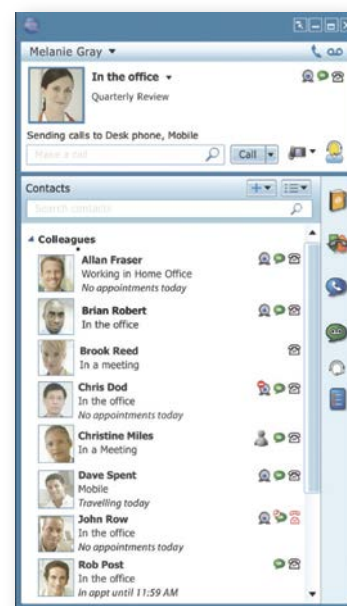 Melanie Gray
In the office
Quarterly Review
Sending calls to Desk phone, Mobile
Make a call
Call
Contacts
Search contacts
Colleagues
Allan Fraser
Working in Home Office
No appointments today
Brian Robert
In the office
Brook Reed
In a meeting
Chris Dod
In the office
No appointments today
Christine Miles
In a Meeting
Dave Spent
Mobile
Travelling today
John Row
In the office
No appointments today
Rob Post
In the office
In appt until 11:59 AM